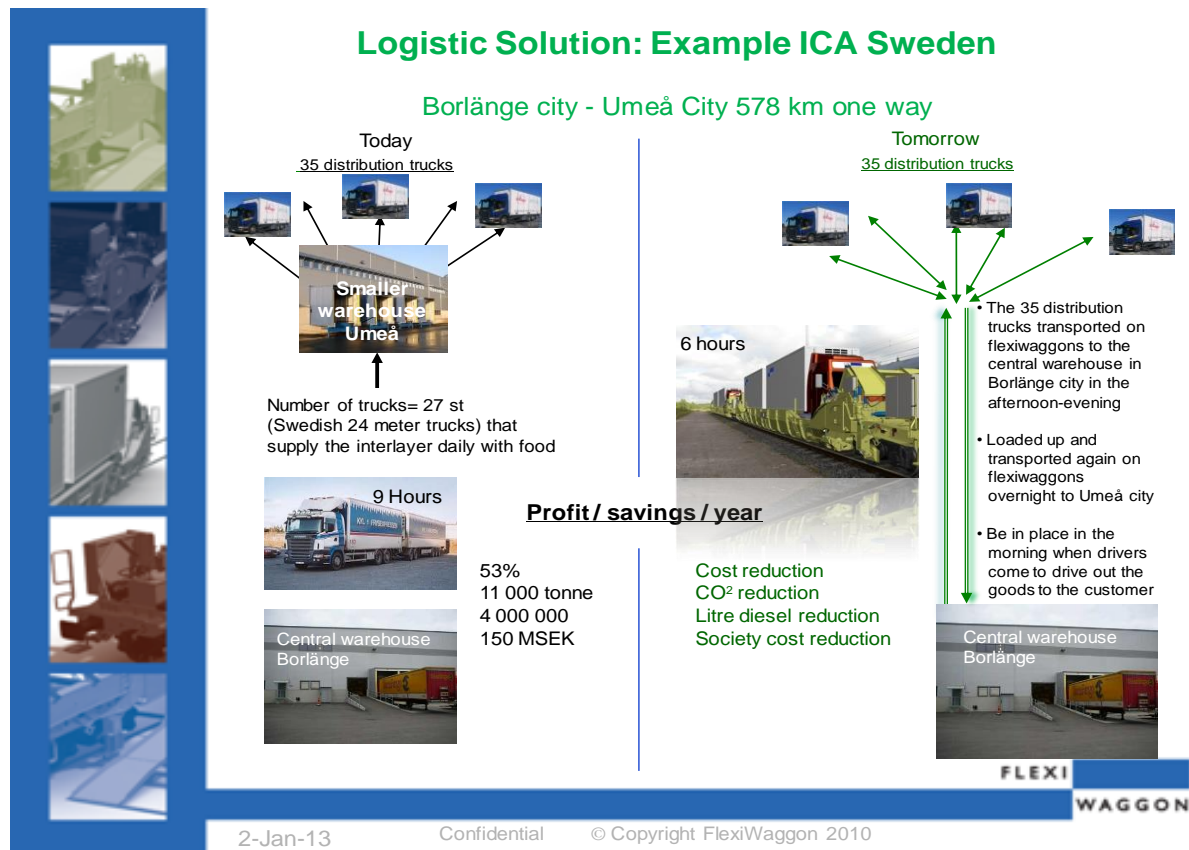 Logistic Solution: Example ICA Sweden
Borlänge city - Umeå City 578 km one way
Today
35 distribution trucks
Smaller
warehouse
Umeå
Number of trucks= 27 st
(Swedish 24 meter trucks) that
supply the interlayer daily with food
9 Hours
Central warehouse
Borlänge
Profit / savings / year
53%
11 000 tonne
4 000 000
150 MSEK
Cost reduction
CO² reduction
Litre diesel reduction
Society cost reduction
Tomorrow
35 distribution trucks
6 hours
• The 35 distribution
trucks transported on
flexiwaggons to the
central warehouse in
Borlänge city in the
afternoon-evening
• Loaded up and
transported again on
flexiwaggons
overnight to Umeå city
• Be in place in the
morning when drivers
come to drive out the
goods to the customer
Central warehouse
Borlänge
FLEXI
WAGGON
2-Jan-13
Confidential
© Copyright FlexiWaggon 2010